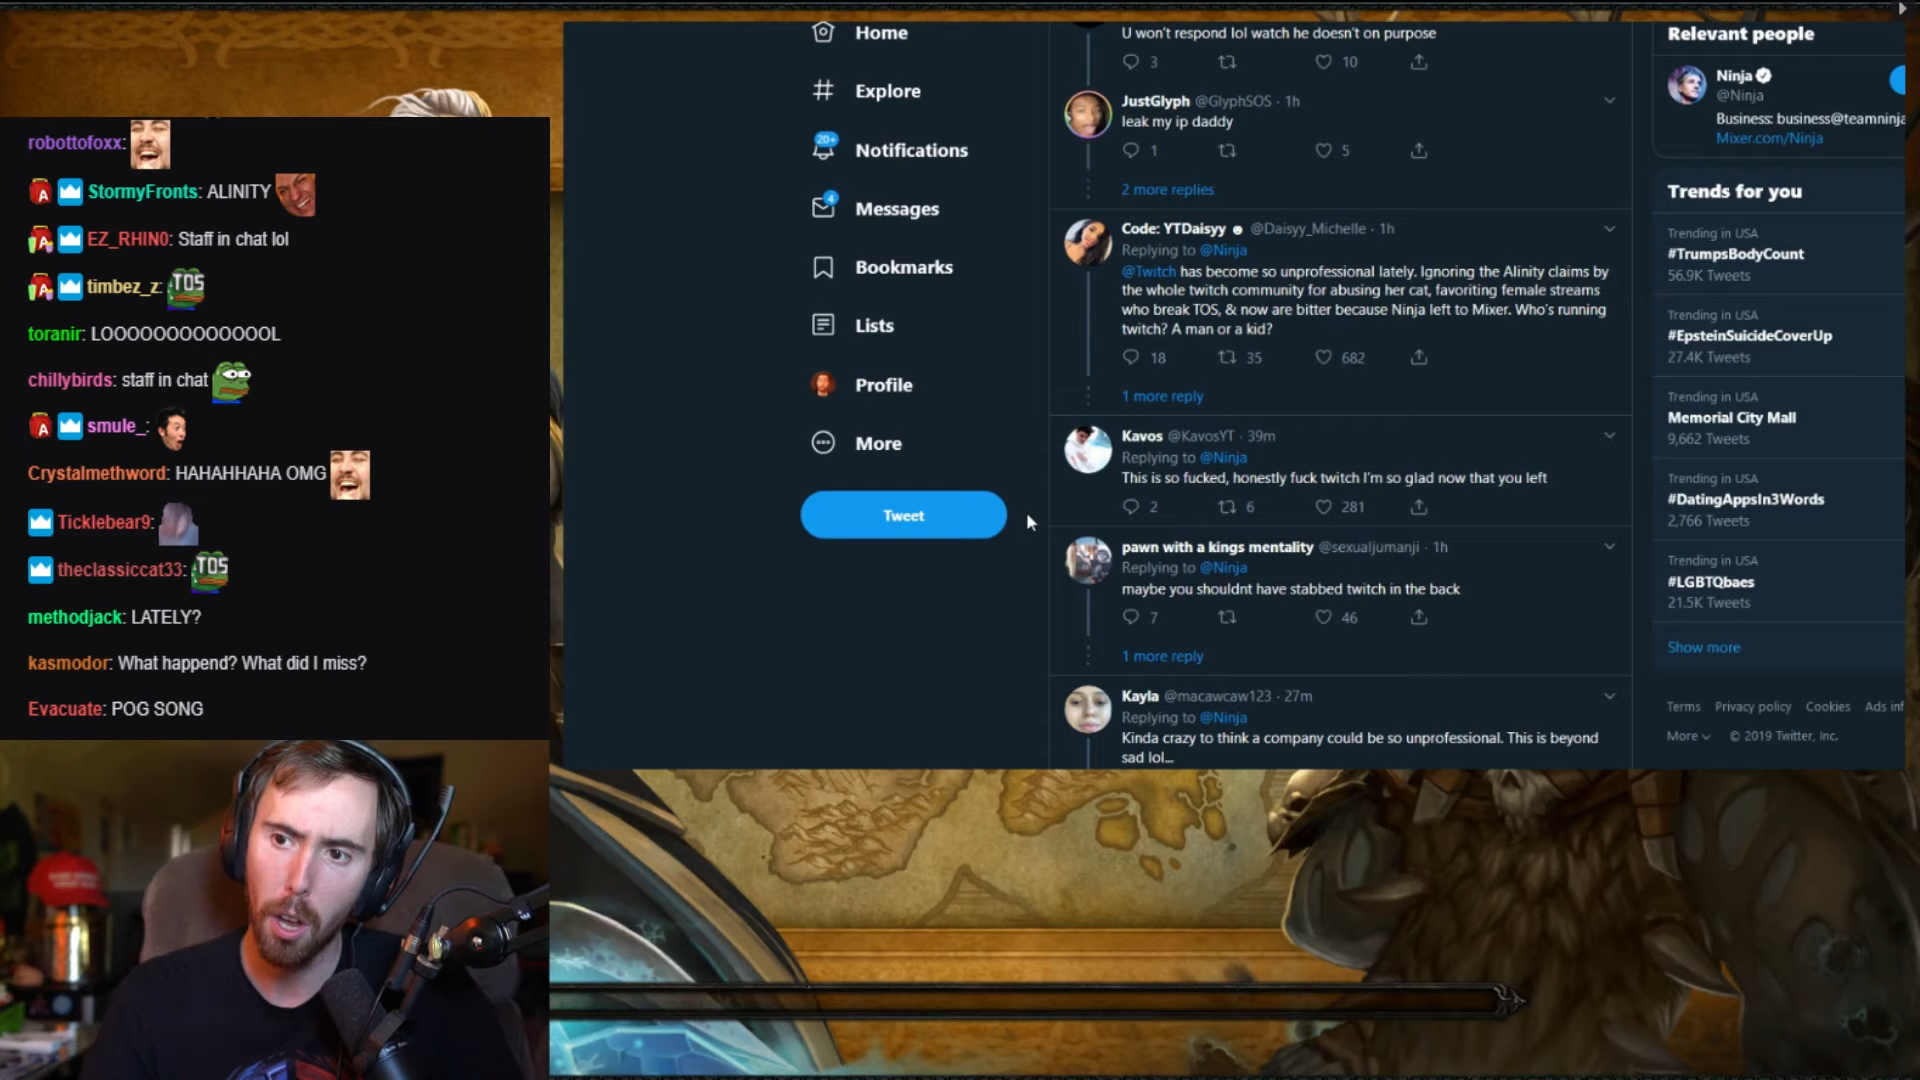 robottofoxx:
StormyFronts: ALINITY
EZ_RHIN0: Staff in chat lol
timbez_z: TOS
toranir: LOOOOOOOOOOOOOL
chillybirds: staff in chat
smule_:
Crystalmethword: HAHAHHAHA OMG
Ticklebear9:
theclassiccat33: TOS
methodjack: LATELY?
kasmodor: What happend? What did I miss?
Evacuate: POG SONG
Home
Explore
20+
Notifications
4
Messages
Bookmarks
Lists
Profile
More
Tweet
U won't respond lol watch he doesn't on purpose
3 10
JustGlyph @GlyphSOS · 1h
leak my ip daddy
1 5
2 more replies
Code: YTDaisyy @Daisyy_Michelle · 1h
Replying to @Ninja
@Twitch has become so unprofessional lately. Ignoring the Alinity claims by
the whole twitch community for abusing her cat, favoriting female streams
who break TOS, & now are bitter because Ninja left to Mixer. Who's running
twitch? A man or a kid?
18 35 682
1 more reply
Kavos @KavosYT · 39m
Replying to @Ninja
This is so fucked, honestly fuck twitch I'm so glad now that you left
2 6 281
pawn with a kings mentality @sexualjumanji · 1h
Replying to @Ninja
maybe you shouldnt have stabbed twitch in the back
7 46
1 more reply
Kayla @macawcaw123 · 27m
Replying to @Ninja
Kinda crazy to think a company could be so unprofessional. This is beyond
sad lol...
Relevant people
Ninja
@Ninja
Business: business@teamninja
Mixer.com/Ninja
Trends for you
Trending in USA
#TrumpsBodyCount
56.9K Tweets
Trending in USA
#EpsteinSuicideCoverUp
27.4K Tweets
Trending in USA
Memorial City Mall
9,662 Tweets
Trending in USA
#DatingAppsIn3Words
2,766 Tweets
Trending in USA
#LGBTQbaes
21.5K Tweets
Show more
Terms Privacy policy Cookies Ads inf
More © 2019 Twitter, Inc.